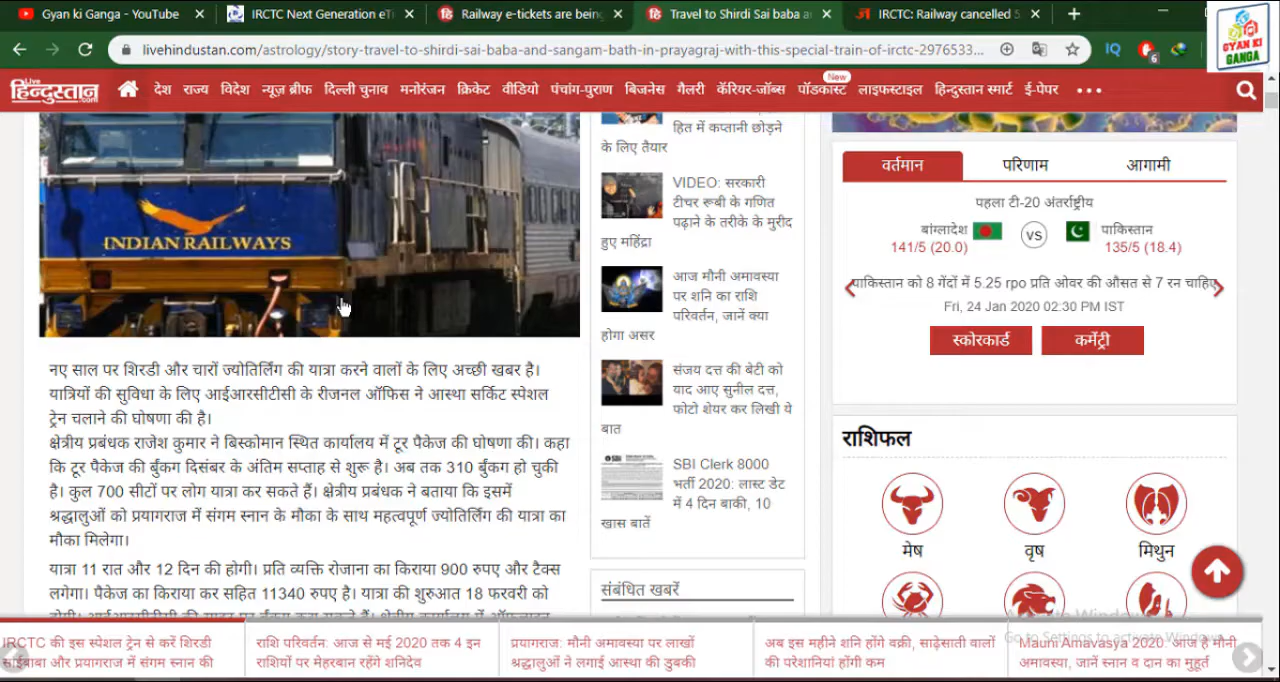 Gyan ki Ganga - YouTube
IRCTC Next Generation eTi
Railway e-tickets are being
Travel to Shirdi Sai baba a
IRCTC: Railway cancelled 5
livehindustan.com/astrology/story-travel-to-shirdi-sai-baba-and-sangam-bath-in-prayagraj-with-this-special-train-of-irctc-2976533...
IQ
6
GYAN KI
GANGA
Live
हिन्दुस्तान
.com
देश राज्य विदेश न्यूज़ ब्रीफ दिल्ली चुनाव मनोरंजन क्रिकेट वीडियो पंचांग-पुराण बिजनेस गैलरी कॅरियर-जॉब्स पॉडकास्ट लाइफस्टाइल हिन्दुस्तान स्मार्ट ई-पेपर
New
INDIAN RAILWAYS
नए साल पर शिरडी और चारों ज्योतिर्लिंग की यात्रा करने वालों के लिए अच्छी खबर है।
यात्रियों की सुविधा के लिए आईआरसीटीसी के रीजनल ऑफिस ने आस्था सर्किट स्पेशल
ट्रेन चलाने की घोषणा की है।
क्षेत्रीय प्रबंधक राजेश कुमार ने बिस्कोमान स्थित कार्यालय में टूर पैकेज की घोषणा की। कहा
कि टूर पैकेज की बुंकग दिसंबर के अंतिम सप्ताह से शुरू है। अब तक 310 बुंकग हो चुकी
है। कुल 700 सीटों पर लोग यात्रा कर सकते हैं। क्षेत्रीय प्रबंधक ने बताया कि इसमें
श्रद्धालुओं को प्रयागराज में संगम स्नान के मौका के साथ महत्वपूर्ण ज्योतिर्लिंग की यात्रा का
मौका मिलेगा।
यात्रा 11 रात और 12 दिन की होगी। प्रति व्यक्ति रोजाना का किराया 900 रुपए और टैक्स
लगेगा। पैकेज का किराया कर सहित 11340 रुपए है। यात्रा की शुरुआत 18 फरवरी को
हित में कप्तानी छोड़ने
के लिए तैयार
VIDEO: सरकारी
टीचर रूबी के गणित
पढ़ाने के तरीके के मुरीद
हुए महिंद्रा
आज मौनी अमावस्या
पर शनि का राशि
परिवर्तन, जानें क्या
होगा असर
संजय दत्त की बेटी को
याद आए सुनील दत्त,
फोटो शेयर कर लिखी ये
बात
SBI Clerk 8000
भर्ती 2020: लास्ट डेट
में 4 दिन बाकी, 10
खास बातें
संबंधित खबरें
वर्तमान परिणाम आगामी
पहला टी-20 अंतर्राष्ट्रीय
बांग्लादेश vs पाकिस्तान
141/5 (20.0) 135/5 (18.4)
पाकिस्तान को 8 गेंदों में 5.25 rpo प्रति ओवर की औसत से 7 रन चाहिए
Fri, 24 Jan 2020 02:30 PM IST
स्कोरकार्ड कमेंट्री
राशिफल
मेष वृष मिथुन
Go to Settings to activate Windows.
IRCTC की इस स्पेशल ट्रेन से करें शिरडी
साईंबाबा और प्रयागराज में संगम स्नान की
राशि परिवर्तन: आज से मई 2020 तक 4 इन
राशियों पर मेहरबान रहेंगे शनिदेव
प्रयागराज: मौनी अमावस्या पर लाखों
श्रद्धालुओं ने लगाई आस्था की डुबकी
अब इस महीने शनि होंगे वक्री, साढ़ेसाती वालों
की परेशानियां होंगी कम
Mauni Amavasya 2020: आज है मौनी
अमावस्या, जानें स्नान व दान का मुहूर्त